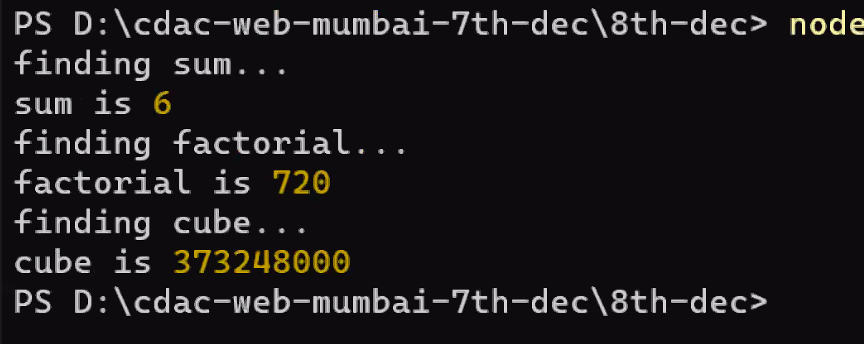 PS D:\cdac-web-mumbai-7th-dec\8th-dec> node
finding sum...
sum is 6
finding factorial...
factorial is 720
finding cube...
cube is 373248000
PS D:\cdac-web-mumbai-7th-dec\8th-dec>